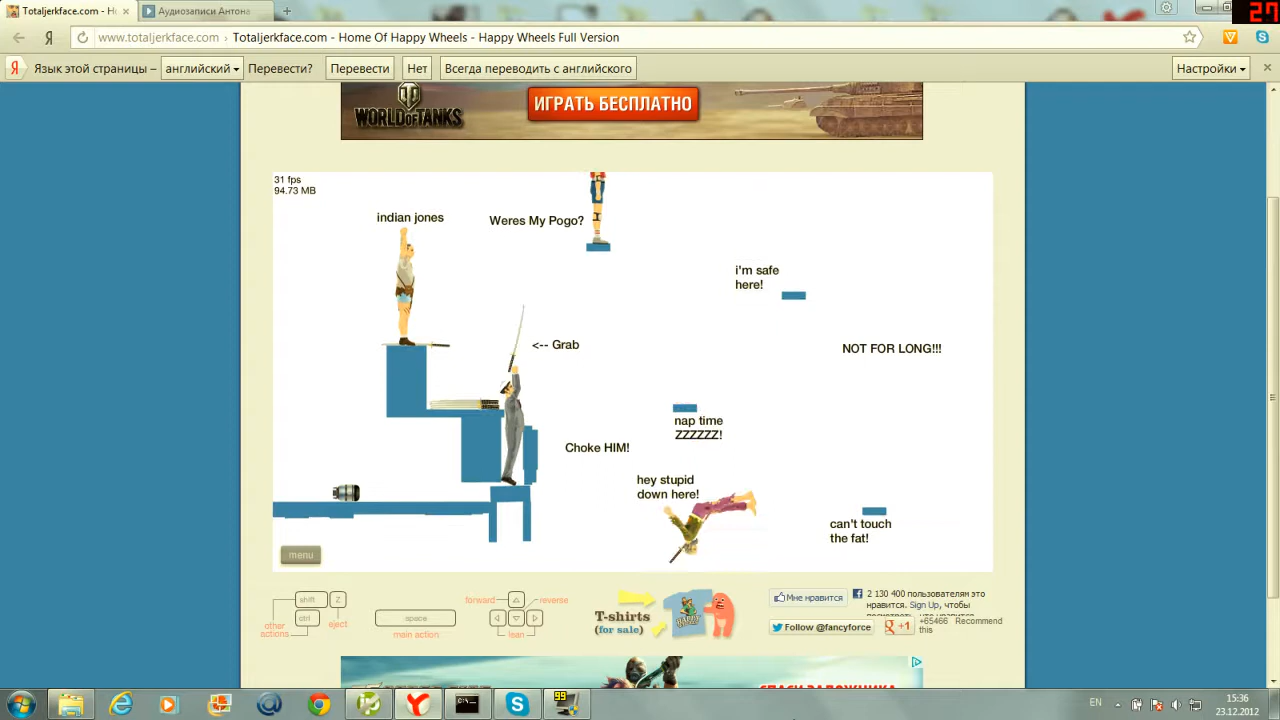 Totaljerkface.com - Ho
Аудиозаписи Антона
27
www.totaljerkface.com
Totaljerkface.com - Home Of Happy Wheels - Happy Wheels Full Version
Я Язык этой страницы – английский Перевести? Перевести Нет Всегда переводить с английского Настройки
WORLD OF TANKS
ИГРАТЬ БЕСПЛАТНО
31 fps
94.73 MB
indian jones
Weres My Pogo?
i'm safe
here!
<-- Grab
NOT FOR LONG!!!
nap time
ZZZZZZ!
Choke HIM!
hey stupid
down here!
can't touch
the fat!
menu
shift Z
ctrl
other
actions
eject
space
main action
forward
reverse
lean
T-shirts
(for sale)
Мне нравится
2 130 400 пользователям это
нравится. Sign Up, чтобы
Follow @fancyforce
+1
+65466 Recommend
this
99
EN
15:36
23.12.2012